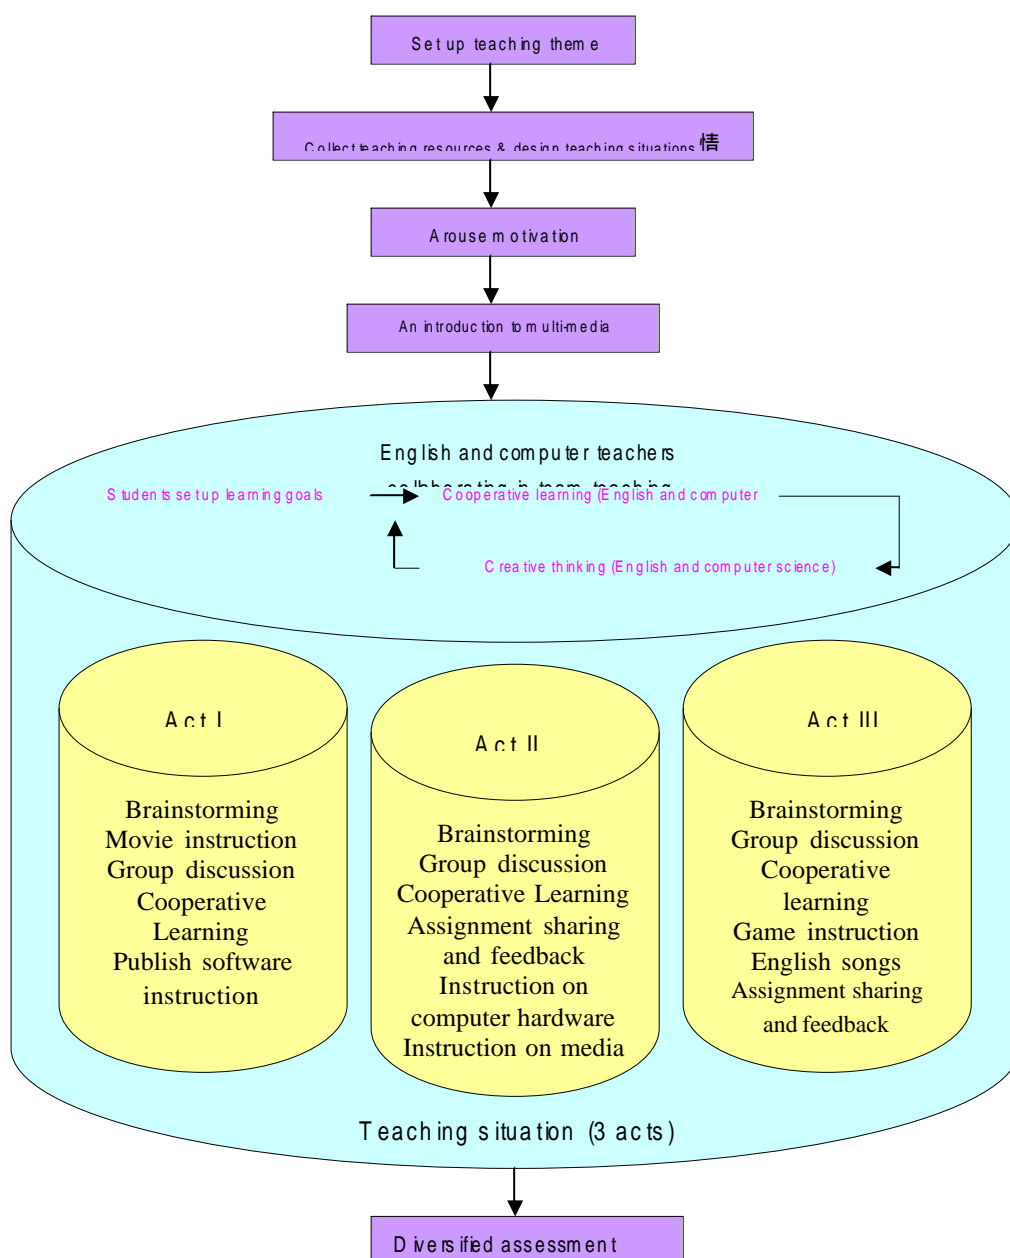 Set up teaching theme
Collect teaching resources & design teaching situations 情
Arouse motivation
An introduction to multi-media
English and computer teachers
collaborating in team teaching
Students set up learning goals
Cooperative learning (English and computer
Creative thinking (English and computer science)
Act I
Brainstorming
Movie instruction
Group discussion
Cooperative
Learning
Publish software
instruction
Act II
Brainstorming
Group discussion
Cooperative Learning
Assignment sharing
and feedback
Instruction on
computer hardware
Instruction on media
Act III
Brainstorming
Group discussion
Cooperative
learning
Game instruction
English songs
Assignment sharing
and feedback
Teaching situation (3 acts)
Diversified assessment